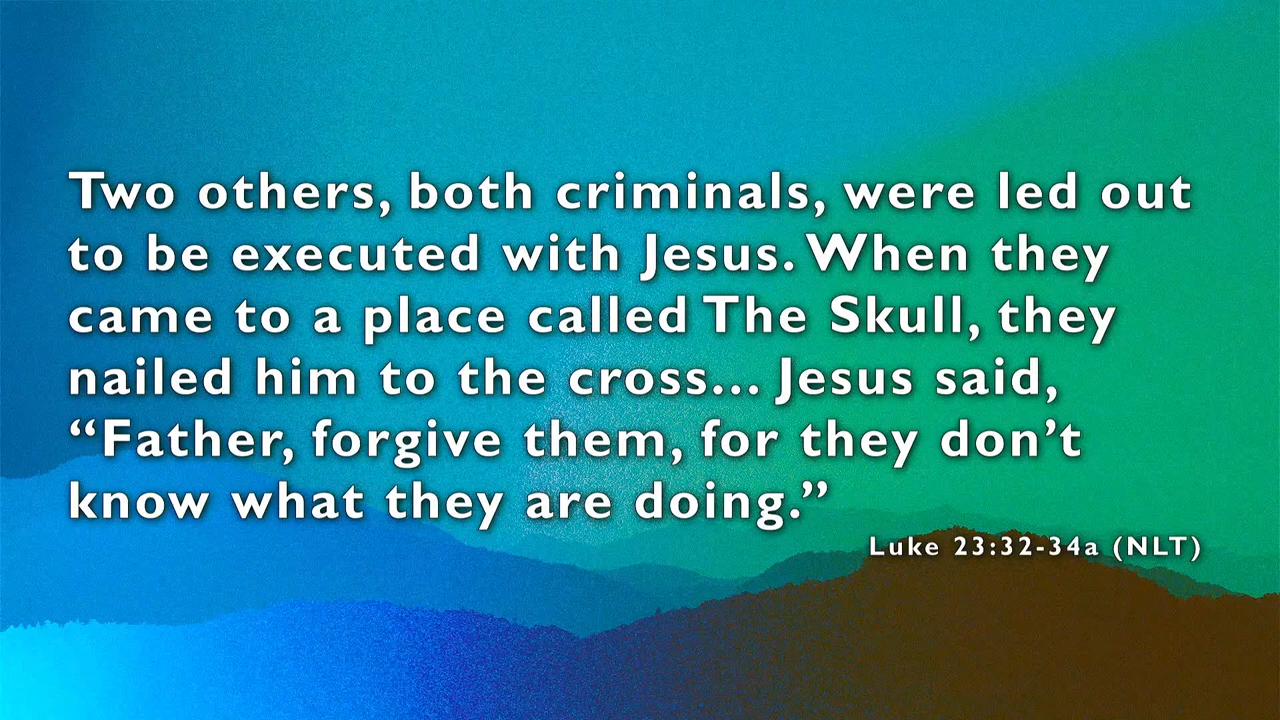 Two others, both criminals, were led out
to be executed with Jesus. When they
came to a place called The Skull, they
nailed him to the cross... Jesus said,
“Father, forgive them, for they don’t
know what they are doing.”
Luke 23:32-34a (NLT)